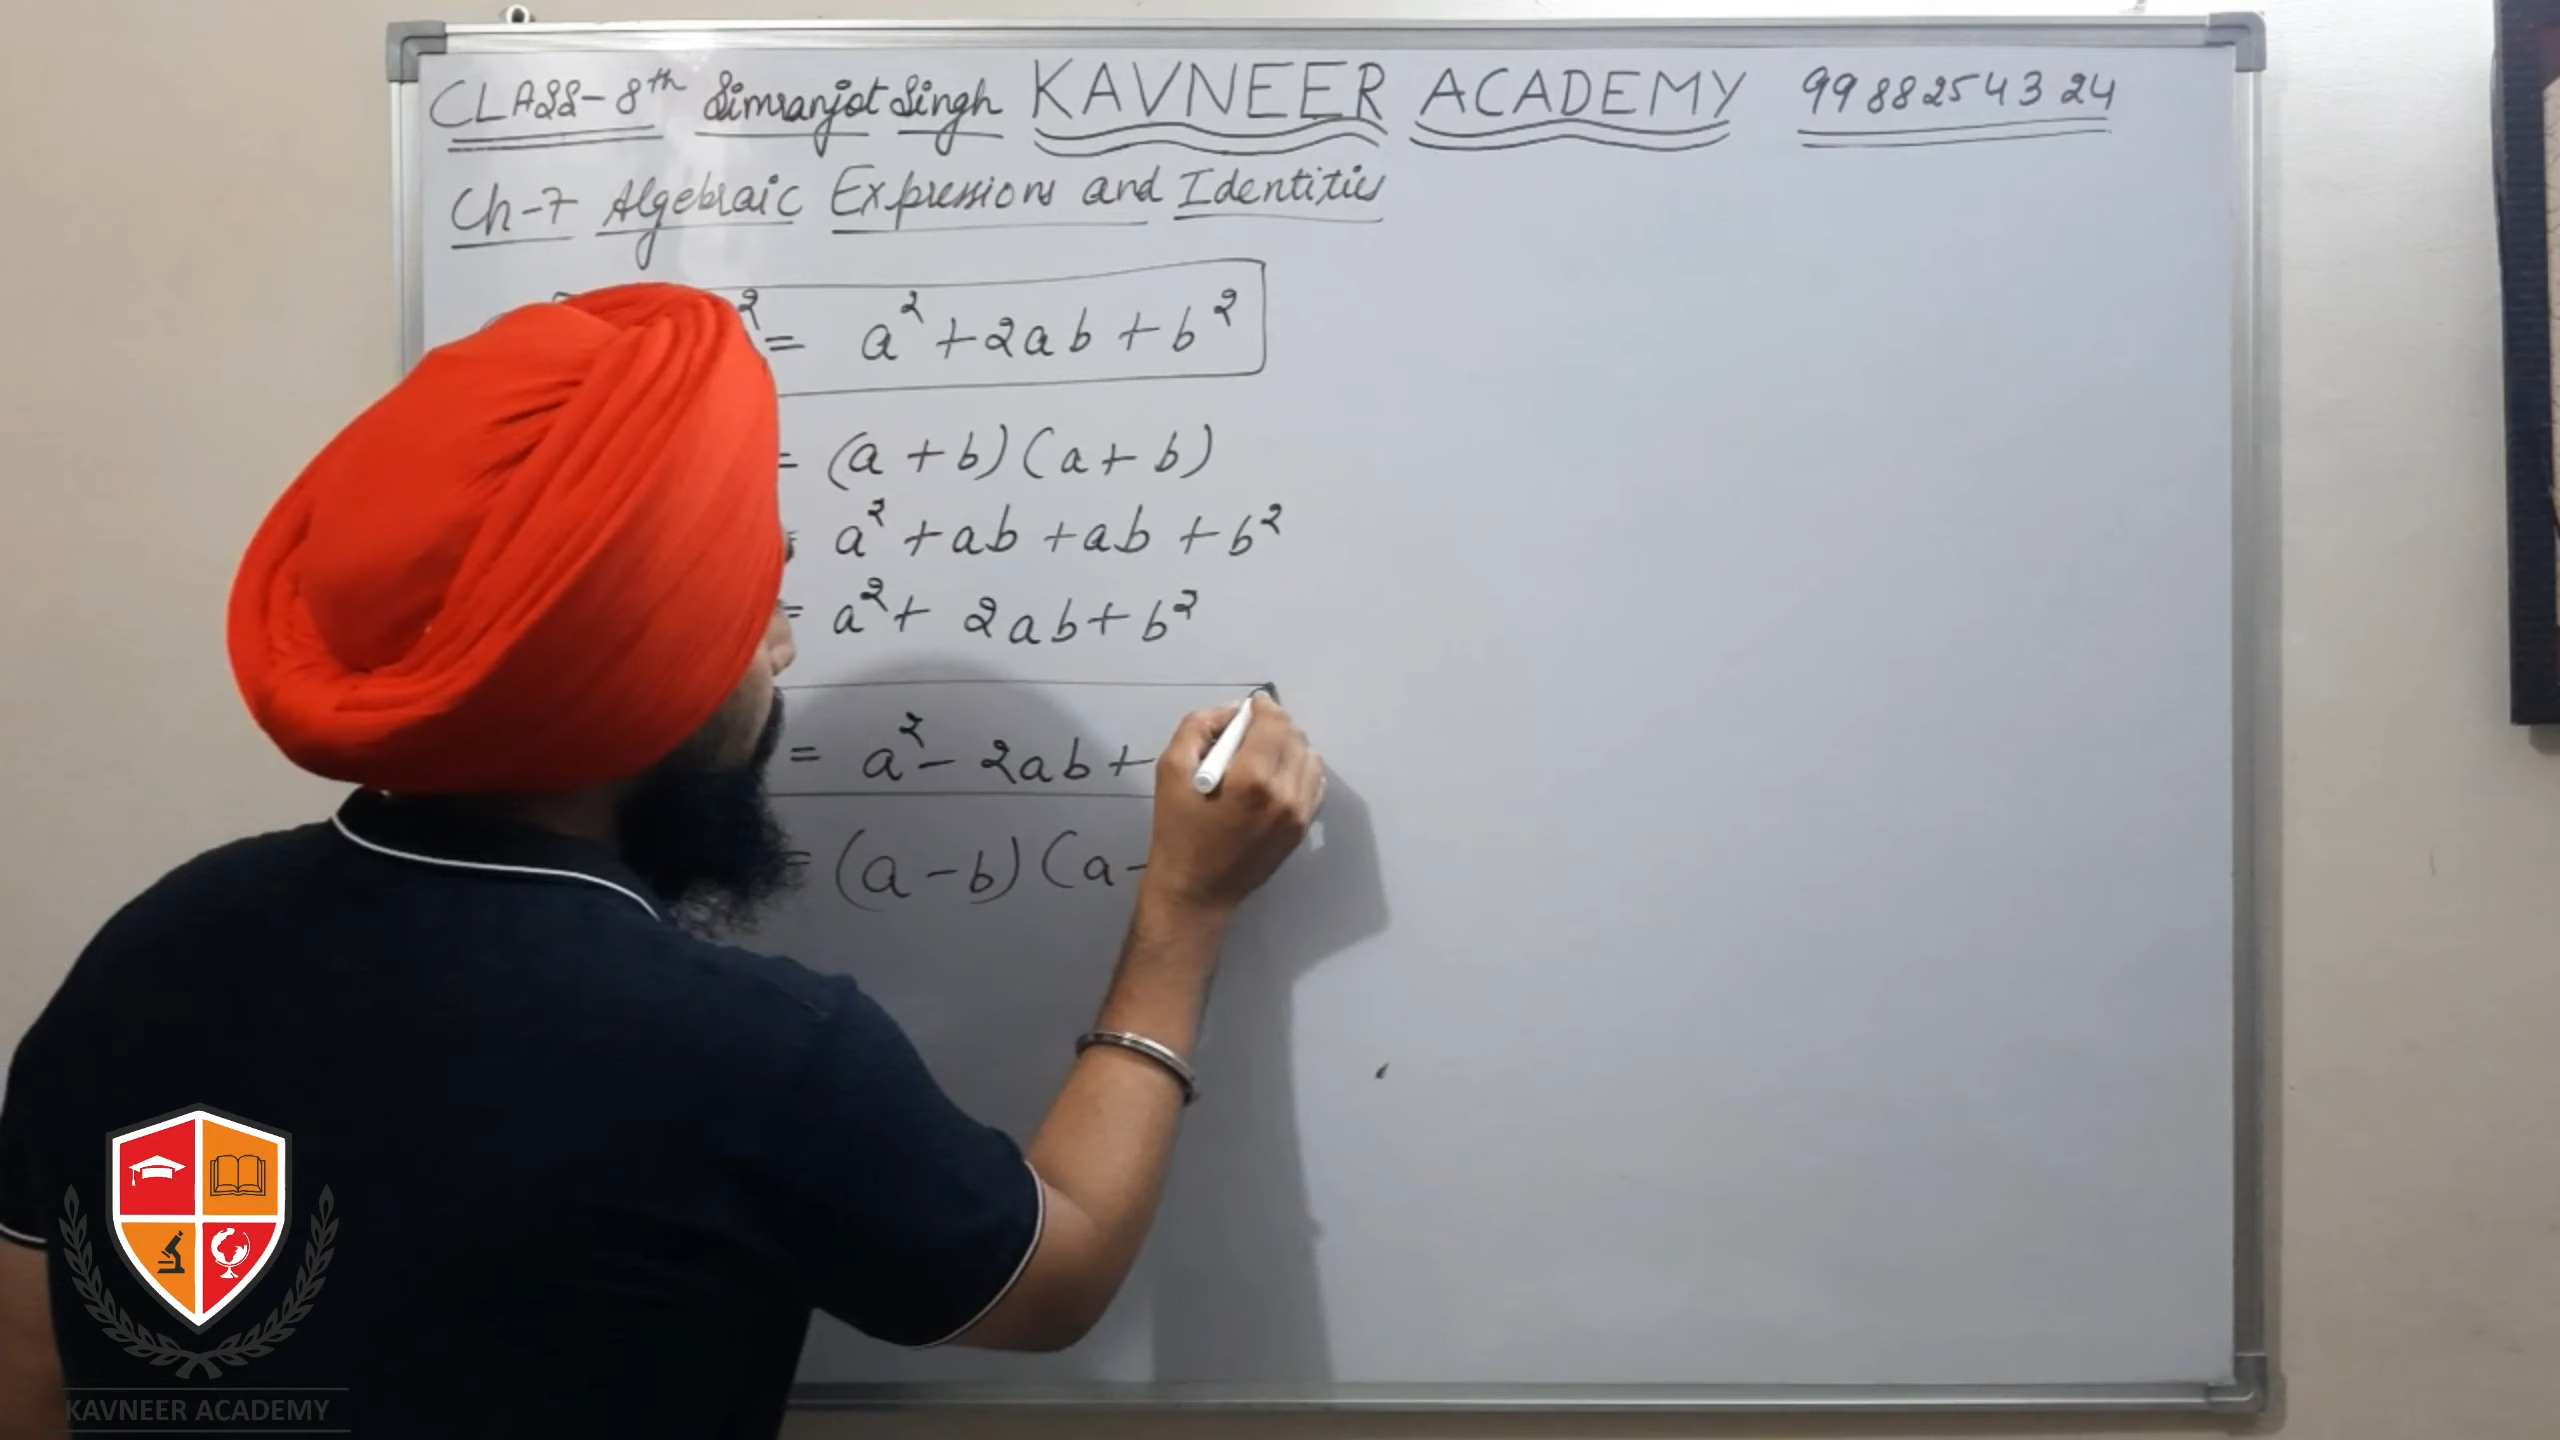 CLASS-8th Simranjot Singh KAVNEER ACADEMY 9988254324
Ch-7 Algebraic Expressions and Identities
2 = a² + 2ab + b²
= (a + b) (a + b)
= a² + ab + ab + b²
= a² + 2ab + b²
= a² - 2ab +
= (a - b) (a -
KAVNEER ACADEMY